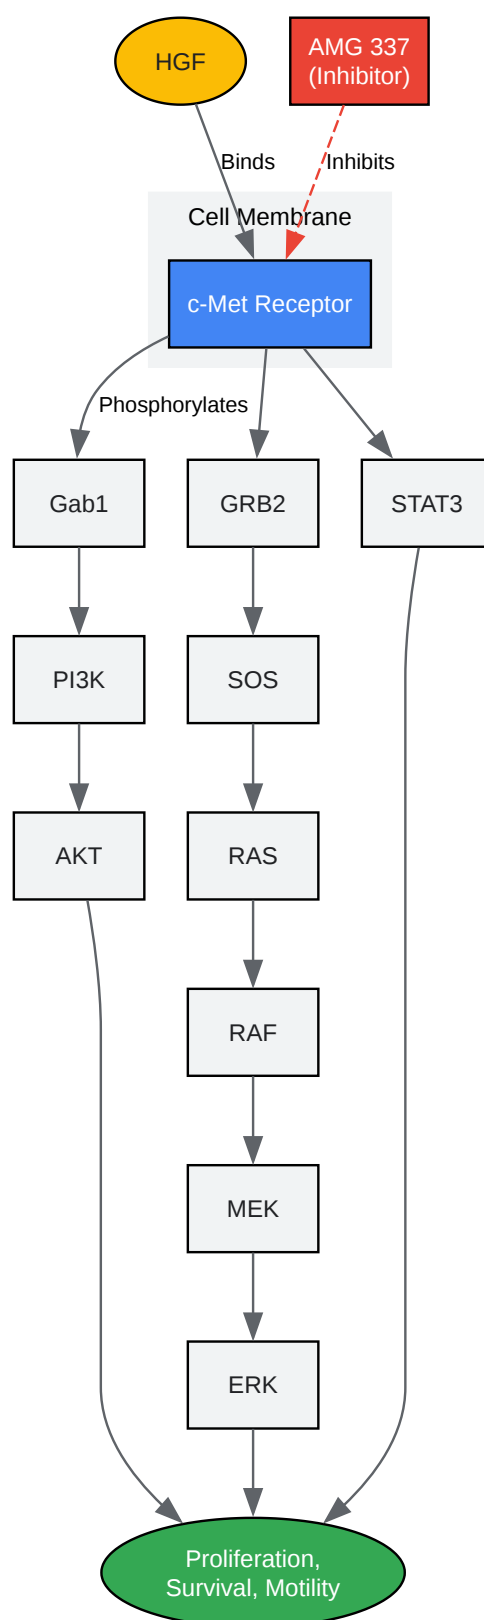 HGF
AMG 337
(Inhibitor)
Binds
Inhibits
Cell Membrane
c-Met Receptor
Phosphorylates
Gab1
GRB2
STAT3
PI3K
SOS
AKT
RAS
RAF
MEK
ERK
Proliferation,
Survival, Motility